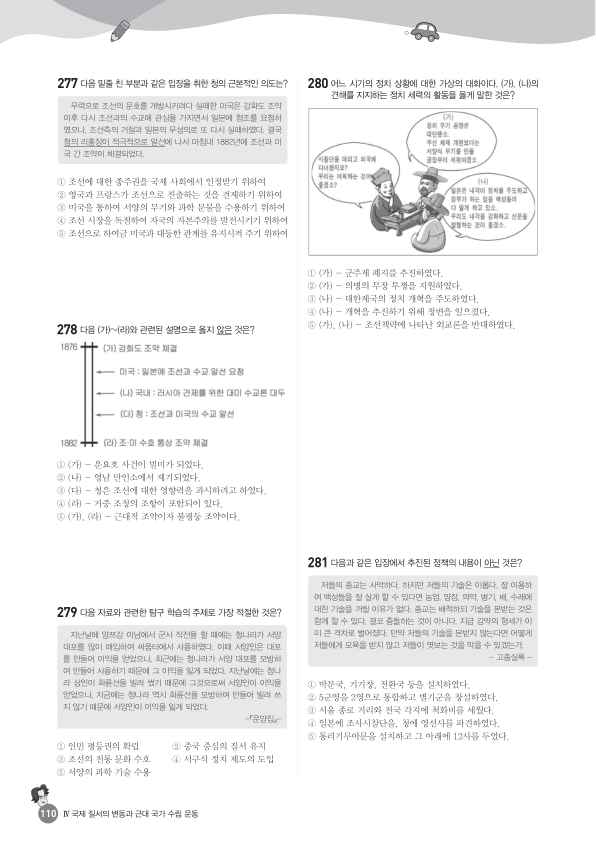 277 다음 밑줄 친 부분과 같은 입장을 취한 청의 근본적인 의도는?
무력으로 조선의 문호를 개방시키려다 실패한 미국은 강화도 조약
이후 다시 조선과의 수교에 관심을 가지면서 일본에 협조를 요청하
였으나, 조선측의 거절과 일본의 무성의로 또 다시 실패하였다. 결국
청의 리훙장이 적극적으로 알선에 나서 마침내 1882년에 조선과 미
국 간 조약이 체결되었다.
① 조선에 대한 종주권을 국제 사회에서 인정받기 위하여
② 영국과 프랑스가 조선으로 진출하는 것을 견제하기 위하여
③ 미국을 통하여 서양의 무기와 과학 문물을 수용하기 위하여
④ 조선 시장을 독점하여 자국의 자본주의를 발전시키기 위하여
⑤ 조선으로 하여금 미국과 대등한 관계를 유지시켜 주기 위하여
278 다음 (가)~(라)와 관련된 설명으로 옳지 않은 것은?
1876 (가) 강화도 조약 체결
미국 : 일본에 조선과 수교 알선 요청
(나) 국내 : 러시아 견제를 위한 대미 수교론 대두
(다) 청 : 조선과 미국의 수교 알선
1882 (라) 조·미 수호 통상 조약 체결
① (가) - 운요호 사건이 빌미가 되었다.
② (나) - 영남 만인소에서 제기되었다.
③ (다) - 청은 조선에 대한 영향력을 과시하려고 하였다.
④ (라) - 거중 조정의 조항이 포함되어 있다.
⑤ (가), (라) - 근대적 조약이자 불평등 조약이다.
279 다음 자료와 관련한 탐구 학습의 주제로 가장 적절한 것은?
지난날에 양쯔강 이남에서 군사 작전을 할 때에는 청나라가 서양
대포를 많이 매입하여 싸움터에서 사용하였다. 이때 서양인은 대포
를 만들어 이익을 얻었으나, 최근에는 청나라가 서양 대포를 모방하
여 만들어 사용하기 때문에 그 이익을 잃게 되었다. 지난날에는 청나
라 상인이 화륜선을 빌려 썼기 때문에 그것으로써 서양인이 이익을
얻었으나, 지금에는 청나라 역시 화륜선을 모방하여 만들어 빌려 쓰
지 않기 때문에 서양인이 이익을 잃게 되었다.
-『운양집』-
① 인민 평등권의 확립 ② 중국 중심의 질서 유지
③ 조선의 전통 문화 수호 ④ 서구식 정치 제도의 도입
⑤ 서양의 과학 기술 수용
280 어느 시기의 정치 상황에 대한 가상의 대화이다. (가), (나)의
견해를 지지하는 정치 세력의 활동을 옳게 말한 것은?
시찰단을 데리고 외국에
다녀왔지요?
우리는 어찌하는 것이
좋겠소?
(가)
청의 무기 공장은
대단했소.
우선 체제 개편보다는
서양식 무기를 만들
공장부터 세워야겠소.
(나)
일본은 내각이 정치를 주도하고
정부가 하는 일을 백성들이
다 알게 하고 있소.
우리도 내각을 강화하고 신문을
발행하는 것이 좋겠소.
① (가) - 군주제 폐지를 추진하였다.
② (가) - 의병의 무장 투쟁을 지원하였다.
③ (나) - 대한제국의 정치 개혁을 주도하였다.
④ (나) - 개혁을 추진하기 위해 정변을 일으켰다.
⑤ (가), (나) - 조선책략에 나타난 외교론을 반대하였다.
281 다음과 같은 입장에서 추진된 정책의 내용이 아닌 것은?
저들의 종교는 사악하다. 하지만 저들의 기술은 이롭다. 잘 이용하
여 백성들을 잘 살게 할 수 있다면 농업, 양잠, 의약, 병기, 배, 수레에
대한 기술을 꺼릴 이유가 없다. 종교는 배척하되 기술을 본받는 것은
함께 할 수 있다. 결코 충돌하는 것이 아니다. 지금 강약의 형세가 이
미 큰 격차로 벌어졌다. 만약 저들의 기술을 본받지 않는다면 어떻게
저들에게 모욕을 받지 않고 저들이 엿보는 것을 막을 수 있겠는가?
- 고종실록 -
① 박문국, 기기창, 전환국 등을 설치하였다.
② 5군영을 2영으로 통합하고 별기군을 창설하였다.
③ 서울 종로 거리와 전국 각지에 척화비를 세웠다.
④ 일본에 조사시찰단을, 청에 영선사를 파견하였다.
⑤ 통리기무아문을 설치하고 그 아래에 12사를 두었다.
110 Ⅳ 국제 질서의 변동과 근대 국가 수립 운동